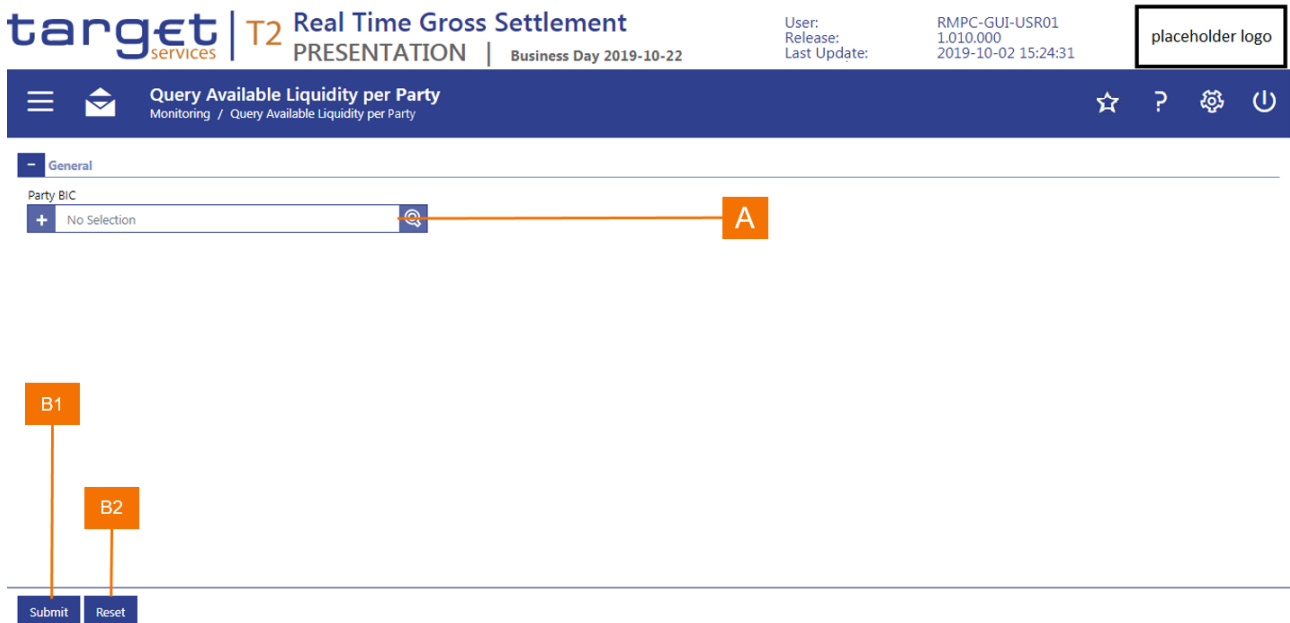 target services T2 Real Time Gross Settlement
PRESENTATION | Business Day 2019-10-22
User: RMPC-GUI-USR01
Release: 1.010.000
Last Update: 2019-10-02 15:24:31
placeholder logo
Query Available Liquidity per Party
Monitoring / Query Available Liquidity per Party
?
− General
Party BIC
+ No Selection
A
B1
B2
Submit Reset